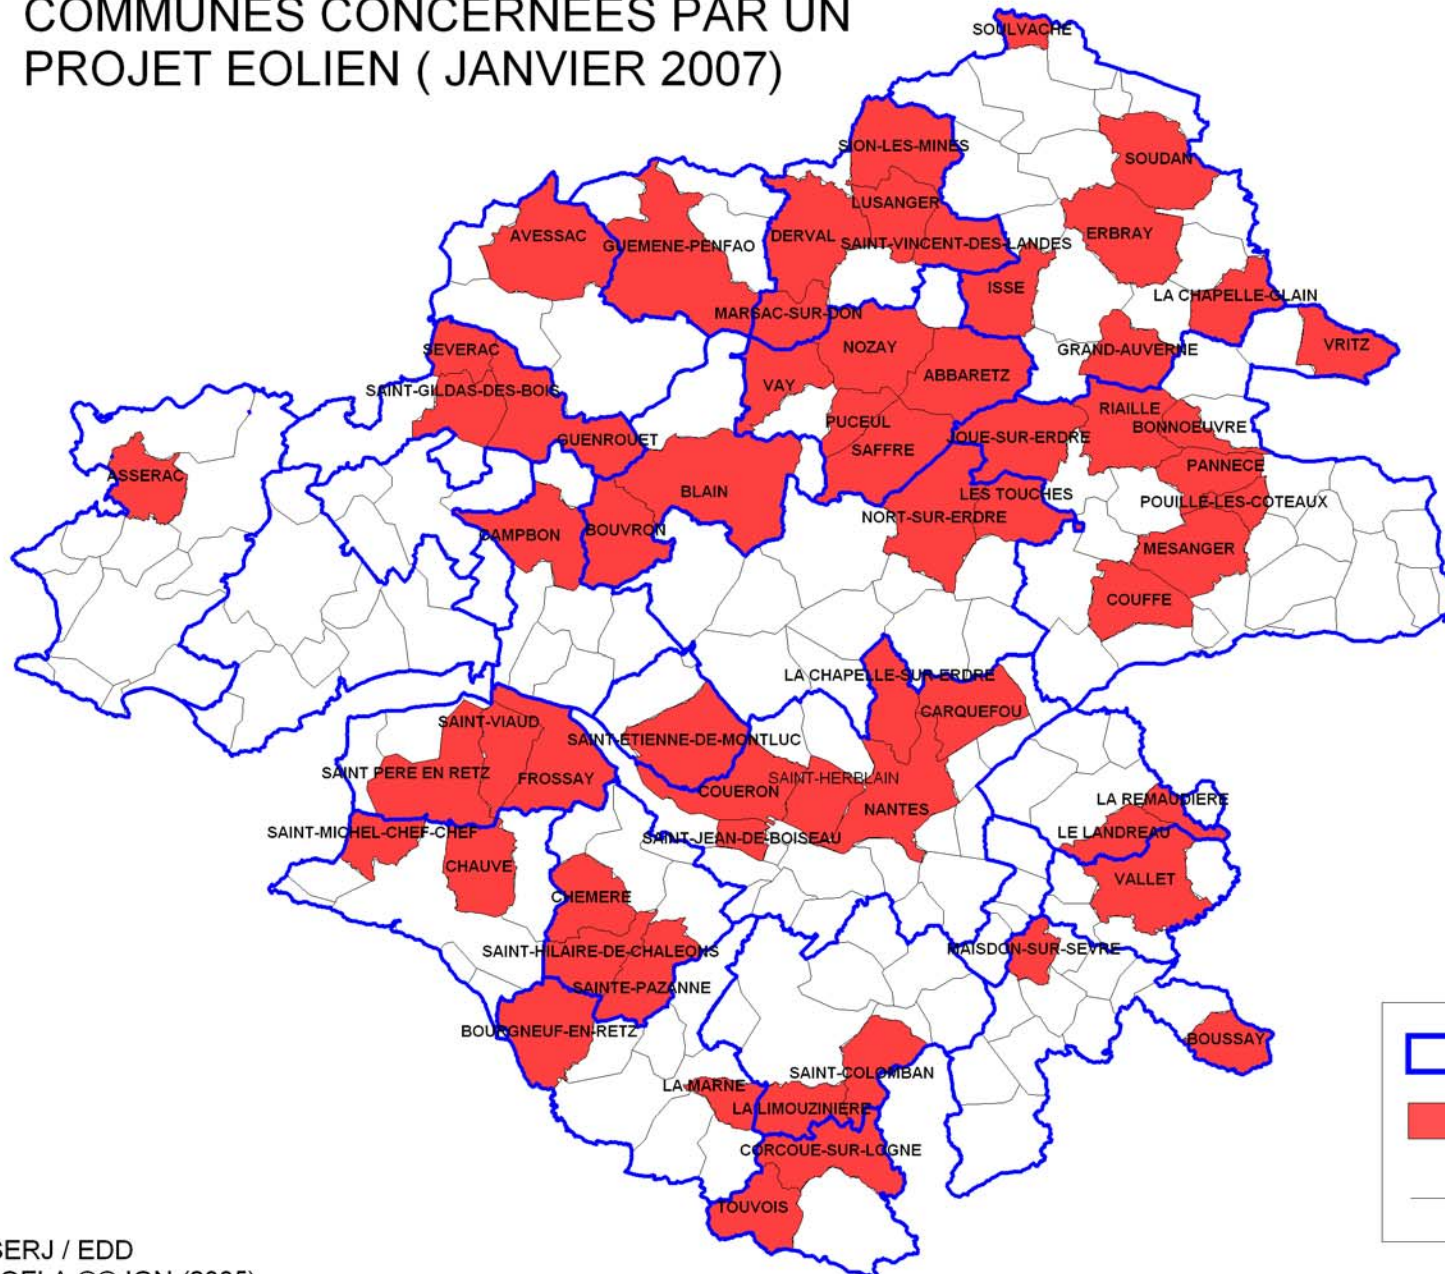 COMMUNES CONCERNEES PAR UN
PROJET EOLIEN ( JANVIER 2007)
SOULVACHE
SION-LES-MINES
SOUDAN
LUSANGER
AVESSAC
GUEMENE-PENFAO
DERVAL
SAINT-VINCENT-DES-LANDES
ERBRAY
ISSE
LA CHAPELLE-GLAIN
MARSAC-SUR-DON
SEVERAC
NOZAY
GRAND-AUVERNE
VRITZ
SAINT-GILDAS-DES-BOIS
VAY
ABBARETZ
RIAILLE
PUCEUL
BONNOEUVRE
GUENROUET
JOUE-SUR-ERDRE
SAFFRE
PANNECE
ASSERAC
BLAIN
LES TOUCHES
POUILLE-LES-COTEAUX
NORT-SUR-ERDRE
CAMPBON
BOUVRON
MESANGER
COUFFE
LA CHAPELLE-SUR-ERDRE
CARQUEFOU
SAINT-VIAUD
SAINT-ETIENNE-DE-MONTLUC
SAINT PERE EN RETZ
FROSSAY
SAINT-HERBLAIN
COUERON
LA REMAUDIERE
NANTES
SAINT-MICHEL-CHEF-CHEF
SAINT-JEAN-DE-BOISEAU
LE LANDREAU
CHAUVE
VALLET
CHEMERE
SAINT-HILAIRE-DE-CHALEONS
MAISDON-SUR-SEVRE
SAINTE-PAZANNE
BOURGNEUF-EN-RETZ
BOUSSAY
SAINT-COLOMBAN
LA MARNE
LA LIMOUZINIERE
CORCOUE-SUR-LOGNE
TOUVOIS
SERJ / EDD